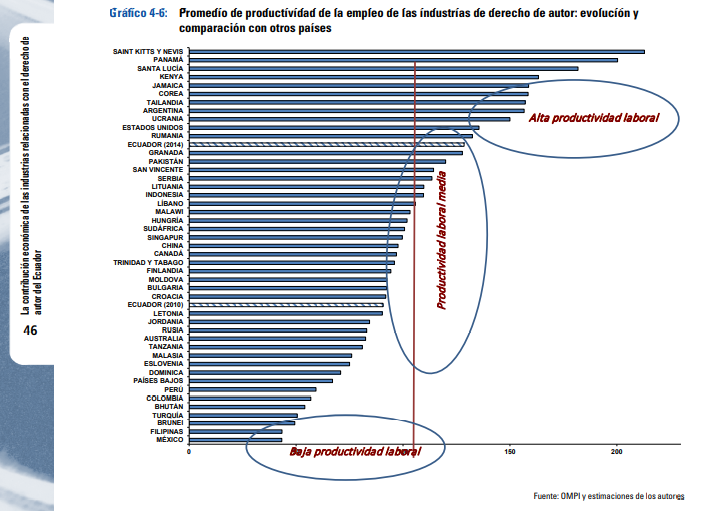 Gráfico 4-6: Promedio de productividad de la empleo de las industrias de derecho de autor: evolución y
comparación con otros países
La contribución económica de las industrias relacionadas con el derecho de
autor del Ecuador
46
SAINT KITTS Y NEVIS
PANAMÁ
SANTA LUCÍA
KENYA
JAMAICA
COREA
TAILANDIA
ARGENTINA
UCRANIA
ESTADOS UNIDOS
RUMANIA
ECUADOR (2014)
GRANADA
PAKISTÁN
SAN VINCENTE
SERBIA
LITUANIA
INDONESIA
LÍBANO
MALAWI
HUNGRÍA
SUDÁFRICA
SINGAPUR
CHINA
CANADÁ
TRINIDAD Y TABAGO
FINLANDIA
MOLDOVA
BULGARIA
CROACIA
ECUADOR (2010)
LETONIA
JORDANIA
RUSIA
AUSTRALIA
TANZANIA
MALASIA
ESLOVENIA
DOMINICA
PAÍSES BAJOS
PERÚ
COLOMBIA
BHUTÁN
TURQUÍA
BRUNEI
FILIPINAS
MÉXICO
Alta productividad laboral
Productividad laboral media
Baja productividad laboral
0 150 200
Fuente: OMPI y estimaciones de los autores